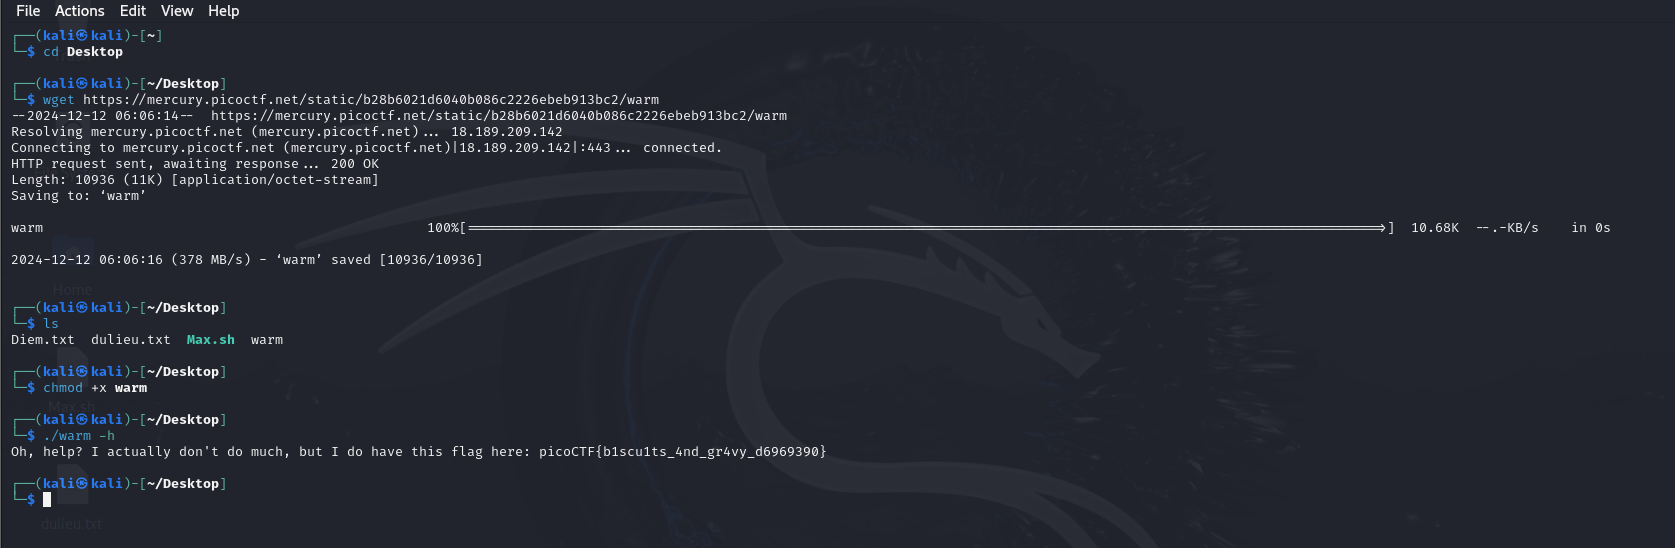 File Actions Edit View Help
┌──(kali㉿kali)-[~]
└─$ cd Desktop
┌──(kali㉿kali)-[~/Desktop]
└─$ wget https://mercury.picoctf.net/static/b28b6021d6040b086c2226ebeb913bc2/warm
--2024-12-12 06:06:14--  https://mercury.picoctf.net/static/b28b6021d6040b086c2226ebeb913bc2/warm
Resolving mercury.picoctf.net (mercury.picoctf.net)... 18.189.209.142
Connecting to mercury.picoctf.net (mercury.picoctf.net)|18.189.209.142|:443... connected.
HTTP request sent, awaiting response... 200 OK
Length: 10936 (11K) [application/octet-stream]
Saving to: ‘warm’
warm 100%[===================>] 10.68K --.-KB/s in 0s
2024-12-12 06:06:16 (378 MB/s) - ‘warm’ saved [10936/10936]
Home
┌──(kali㉿kali)-[~/Desktop]
└─$ ls
Diem.txt  dulieu.txt  Max.sh  warm
┌──(kali㉿kali)-[~/Desktop]
└─$ chmod +x warm
Max.sh
┌──(kali㉿kali)-[~/Desktop]
└─$ ./warm -h
Oh, help? I actually don't do much, but I do have this flag here: picoCTF{b1scu1ts_4nd_gr4vy_d6969390}
┌──(kali㉿kali)-[~/Desktop]
└─$
dulieu.txt